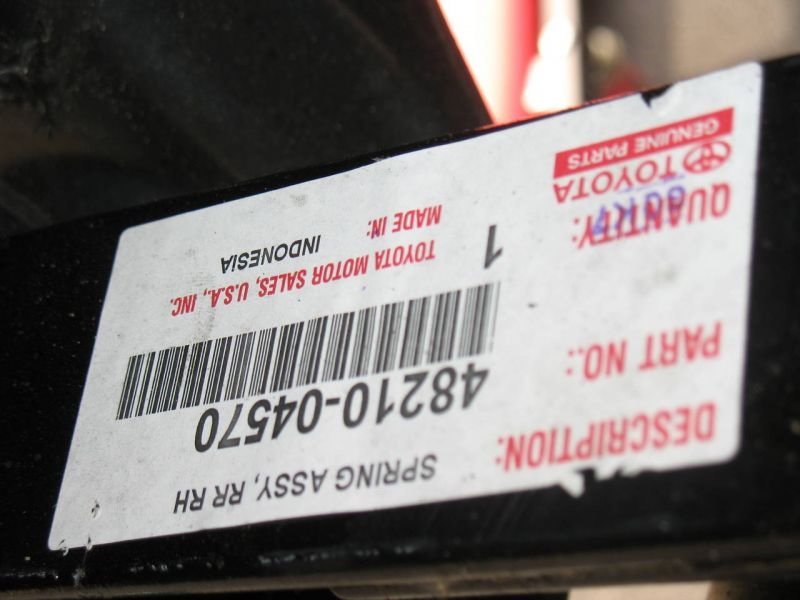 DESCRIPTION: SPRING ASSY, RR RH
PART NO.: 48210-04570
QUANTITY: 1
TOYOTA MOTOR SALES, U.S.A., INC.
MADE IN: INDONESIA
TOYOTA
GENUINE PARTS